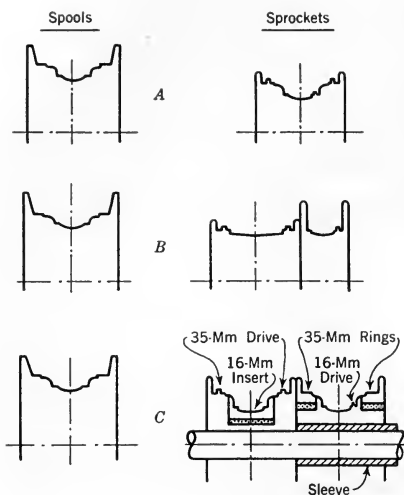 Spools
Sprockets
A
B
35-Mm Drive
35-Mm Rings
16-Mm
Insert
16-Mm
Drive
C
Sleeve